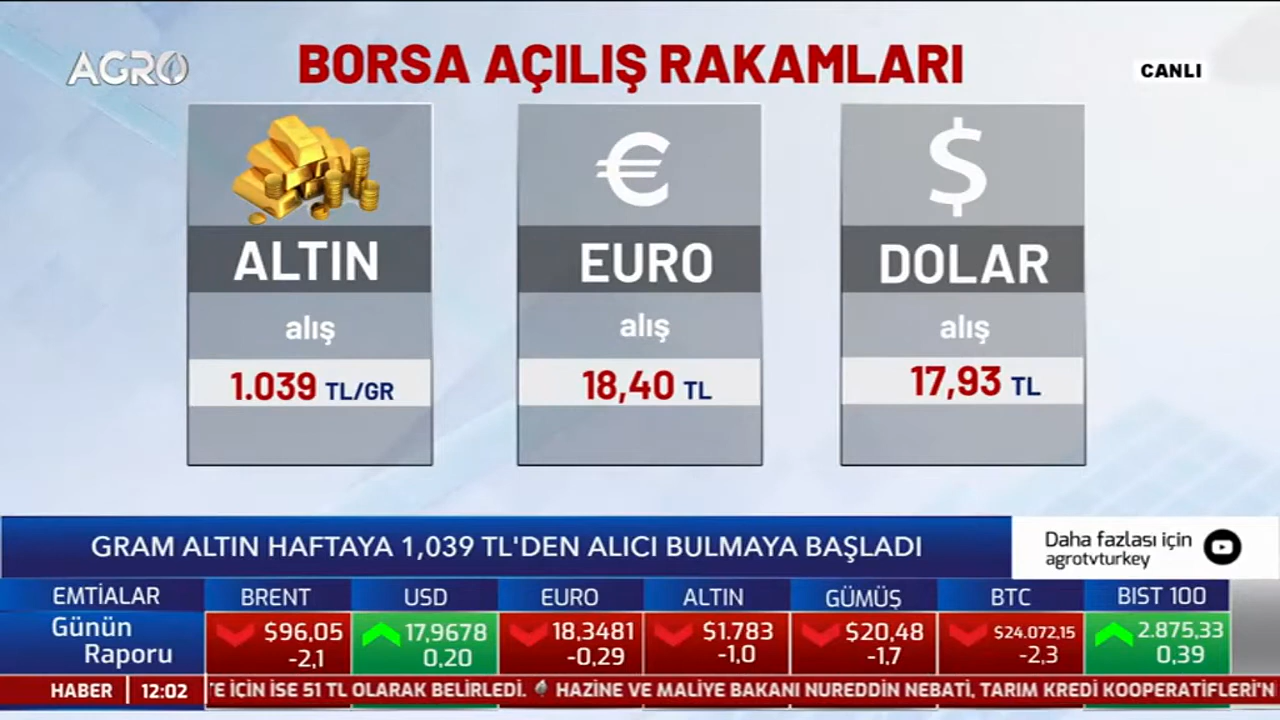 AGRO
BORSA AÇILIŞ RAKAMLARI
CANLI
€
$
ALTIN
EURO
DOLAR
alış
alış
alış
1.039 TL/GR
18,40 TL
17,93 TL
GRAM ALTIN HAFTAYA 1,039 TL'DEN ALICI BULMAYA BAŞLADI
Daha fazlası için
agrotvturkey
EMTİALAR BRENT USD EURO ALTIN GÜMÜŞ BTC BIST 100
Günün $96,05 17,9678 18,3481 $1.783 $20,48 $24.072,15 2.875,33
Raporu -2,1 0,20 -0,29 -1,0 -1,7 -2,3 0,39
HABER 12:02 'E İÇİN İSE 51 TL OLARAK BELİRLEDİ. HAZİNE VE MALİYE BAKANI NUREDDİN NEBATİ, TARIM KREDİ KOOPERATİFLERİ'N